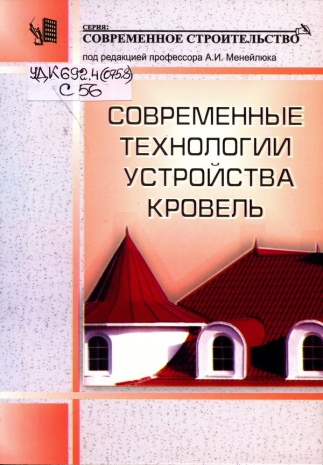 СЕРИЯ:
СОВРЕМЕННОЕ СТРОИТЕЛЬСТВО
под редакцией профессора А.И. Менейлюка
УДК 692.4(075.8)
С 56
СОВРЕМЕННЫЕ
ТЕХНОЛОГИИ
УСТРОЙСТВА
КРОВЕЛЬ